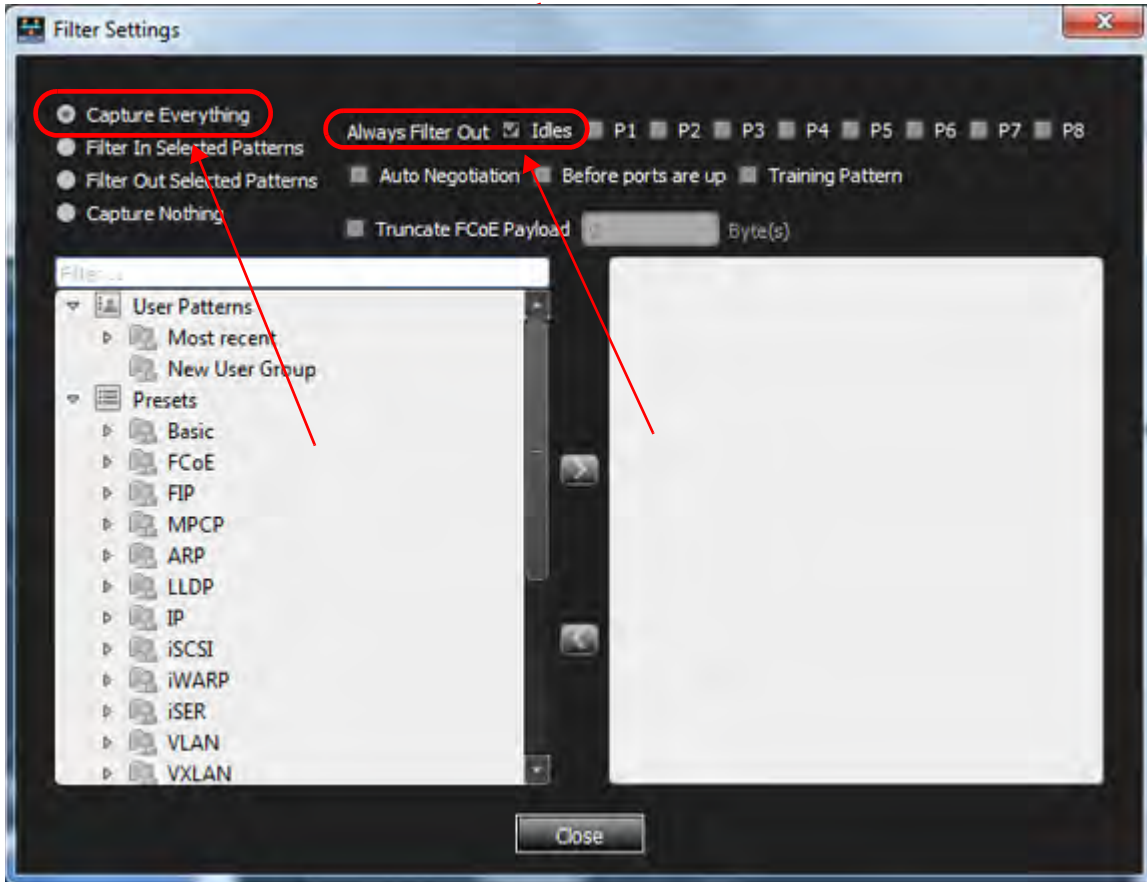 Filter Settings
Capture Everything
Filter In Selected Patterns
Filter Out Selected Patterns
Capture Nothing
Always Filter Out Idles P1 P2 P3 P4 P5 P6 P7 P8
Auto Negotiation Before ports are up Training Pattern
Truncate FCoE Payload Byte(s)
Filter ...
User Patterns
Most recent
New User Group
Presets
Basic
FCoE
FIP
MPCP
ARP
LLDP
IP
iSCSI
iWARP
iSER
VLAN
VXLAN
Close